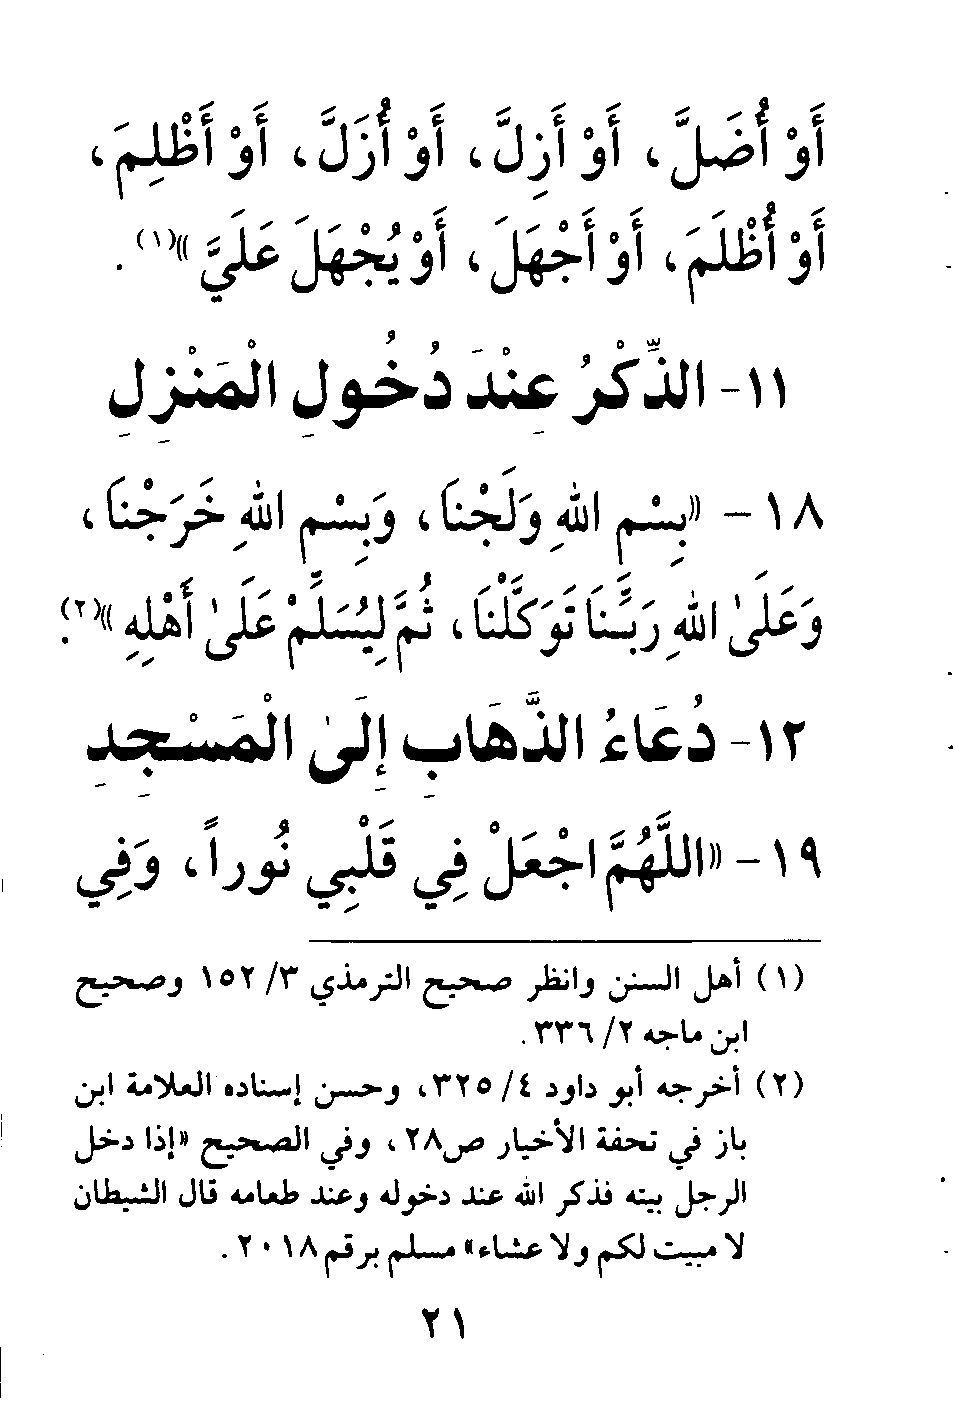 أَوْ أُضَلَّ، أَوْ أَزِلَّ، أَوْ أُزَلَّ، أَوْ أَظْلِمَ،
أَوْ أُظْلَمَ، أَوْ أَجْهَلَ، أَوْ يُجْهَلَ عَلَيَّ»(١).
١١- الذِّكْرُ عِنْدَ دُخُولِ الْمَنْزِلِ
١٨ - «بِسْمِ اللهِ وَلَجْنَا، وَبِسْمِ اللهِ خَرَجْنَا،
وَعَلَىٰ اللهِ رَبِّنَا تَوَكَّلْنَا، ثُمَّ لِيُسَلِّمْ عَلَىٰ أَهْلِهِ»(٢).
١٢- دُعَاءُ الذَّهَابِ إِلَىٰ الْمَسْجِدِ
١٩- «اللَّهُمَّ اجْعَلْ فِي قَلْبِي نُوراً، وَفِي
(١) أهل السنن وانظر صحيح الترمذي ٣/ ١٥٢ وصحيح
ابن ماجه ٢/ ٣٣٦.
(٢) أخرجه أبو داود ٤/ ٣٢٥، وحسن إسناده العلامة ابن
باز في تحفة الأخيار ص٢٨، وفي الصحيح «إذا دخل
الرجل بيته فذكر الله عند دخوله وعند طعامه قال الشيطان
لا مبيت لكم ولا عشاء» مسلم برقم ٢٠١٨.
٢١